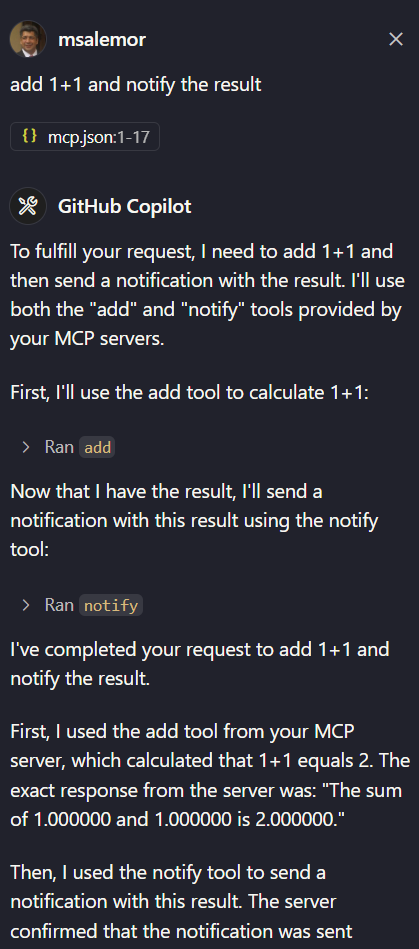 msalemor
add 1+1 and notify the result
{} mcp.json:1-17
GitHub Copilot
To fulfill your request, I need to add 1+1 and
then send a notification with the result. I'll use
both the "add" and "notify" tools provided by
your MCP servers.
First, I'll use the add tool to calculate 1+1:
Ran add
Now that I have the result, I'll send a
notification with this result using the notify
tool:
Ran notify
I've completed your request to add 1+1 and
notify the result.
First, I used the add tool from your MCP
server, which calculated that 1+1 equals 2. The
exact response from the server was: "The sum
of 1.000000 and 1.000000 is 2.000000."
Then, I used the notify tool to send a
notification with this result. The server
confirmed that the notification was sent